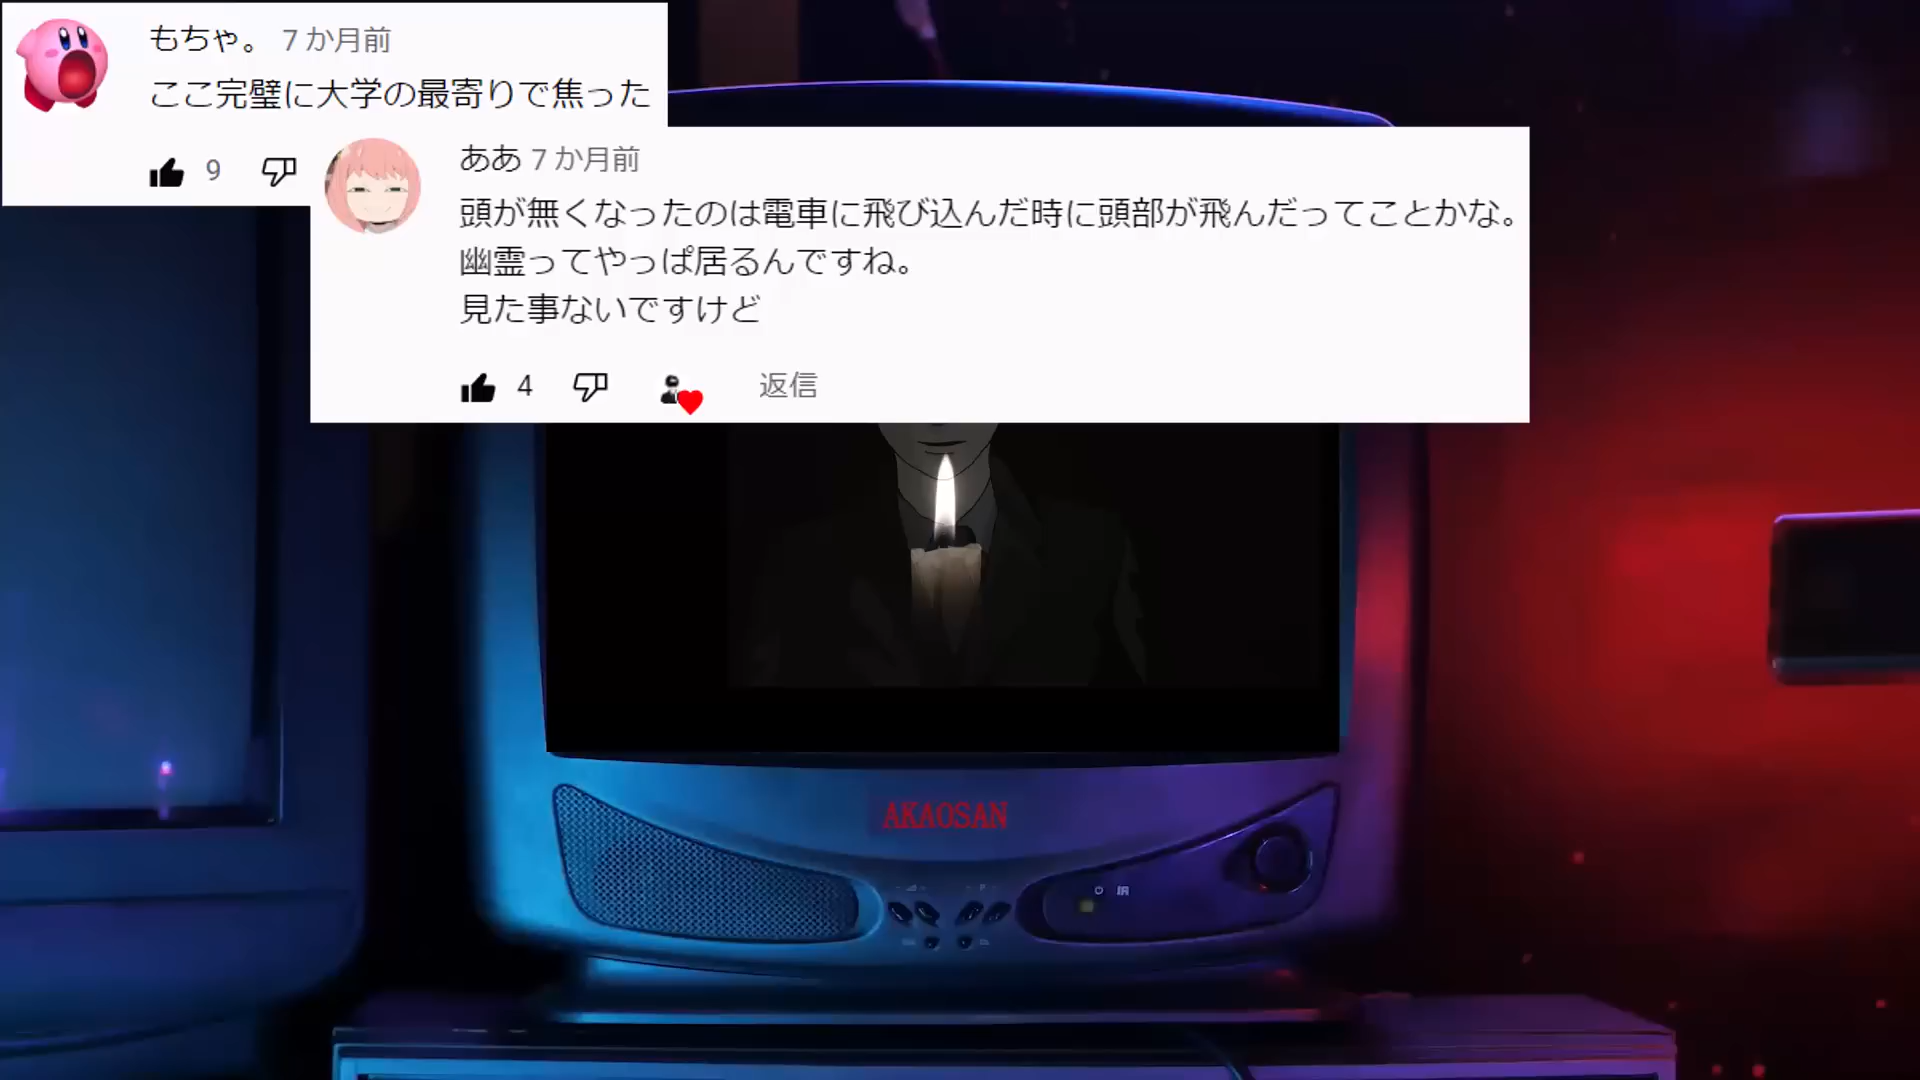 もちゃ。 7 か月前
ここ完璧に大学の最寄りで焦った
9
ああ 7 か月前
頭が無くなったのは電車に飛び込んだ時に頭部が飛んだってことかな。
幽霊ってやっぱ居るんですね。
見た事ないですけど
4 返信
AKAOSAN